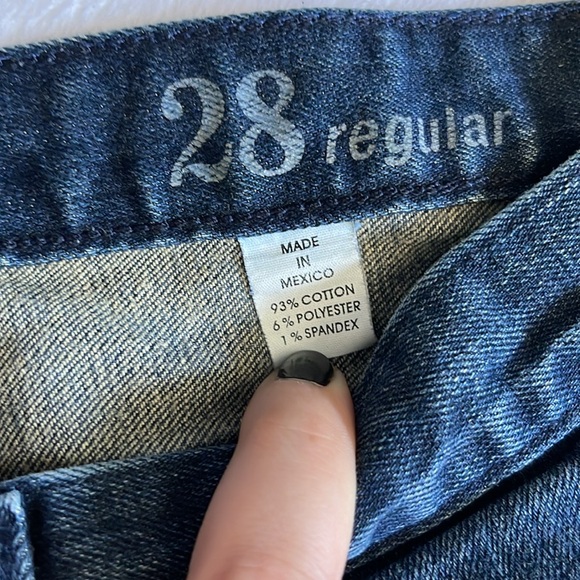 28 regular
MADE
IN
MEXICO
93% COTTON
6% POLYESTER
1% SPANDEX